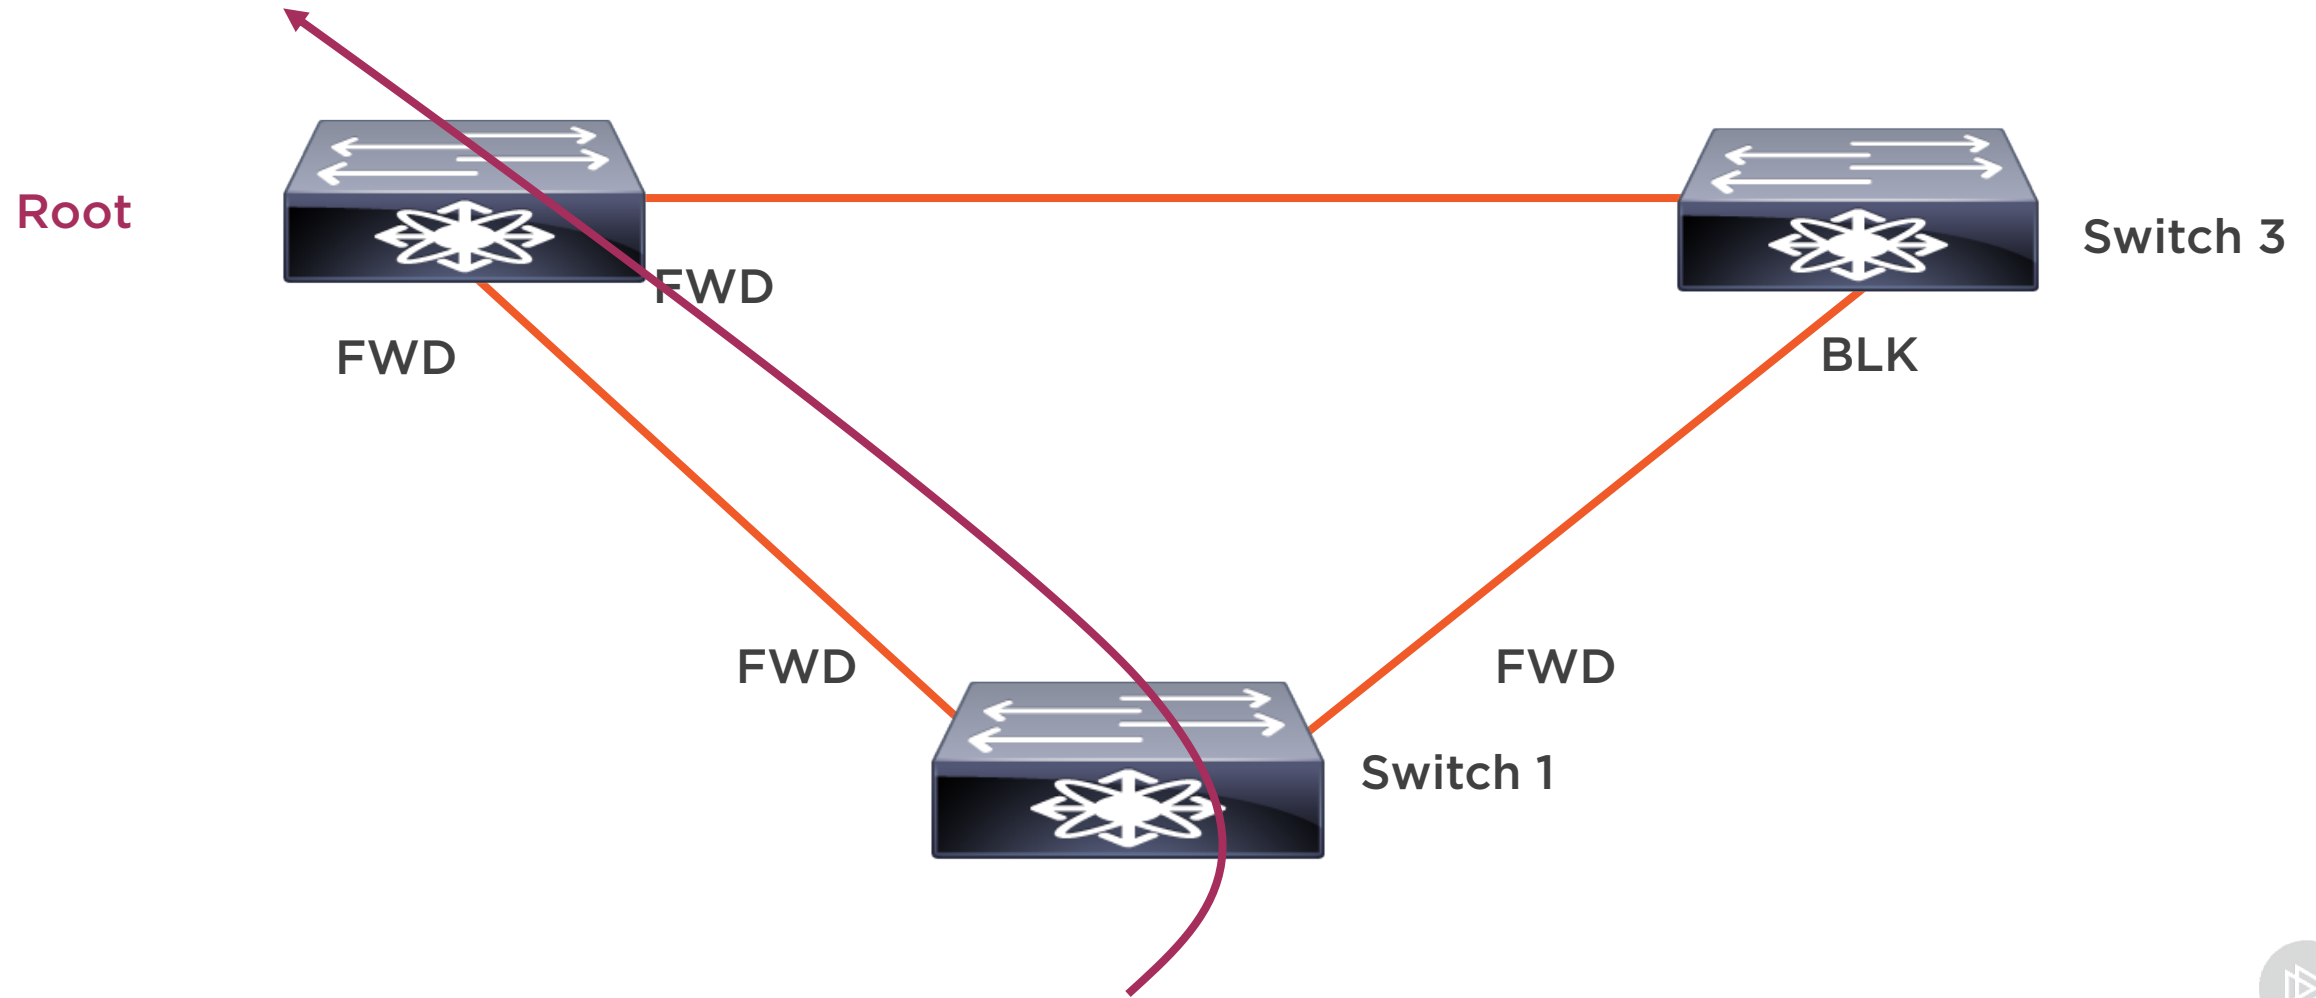 Root
Switch 3
FWD
FWD
BLK
FWD
FWD
Switch 1